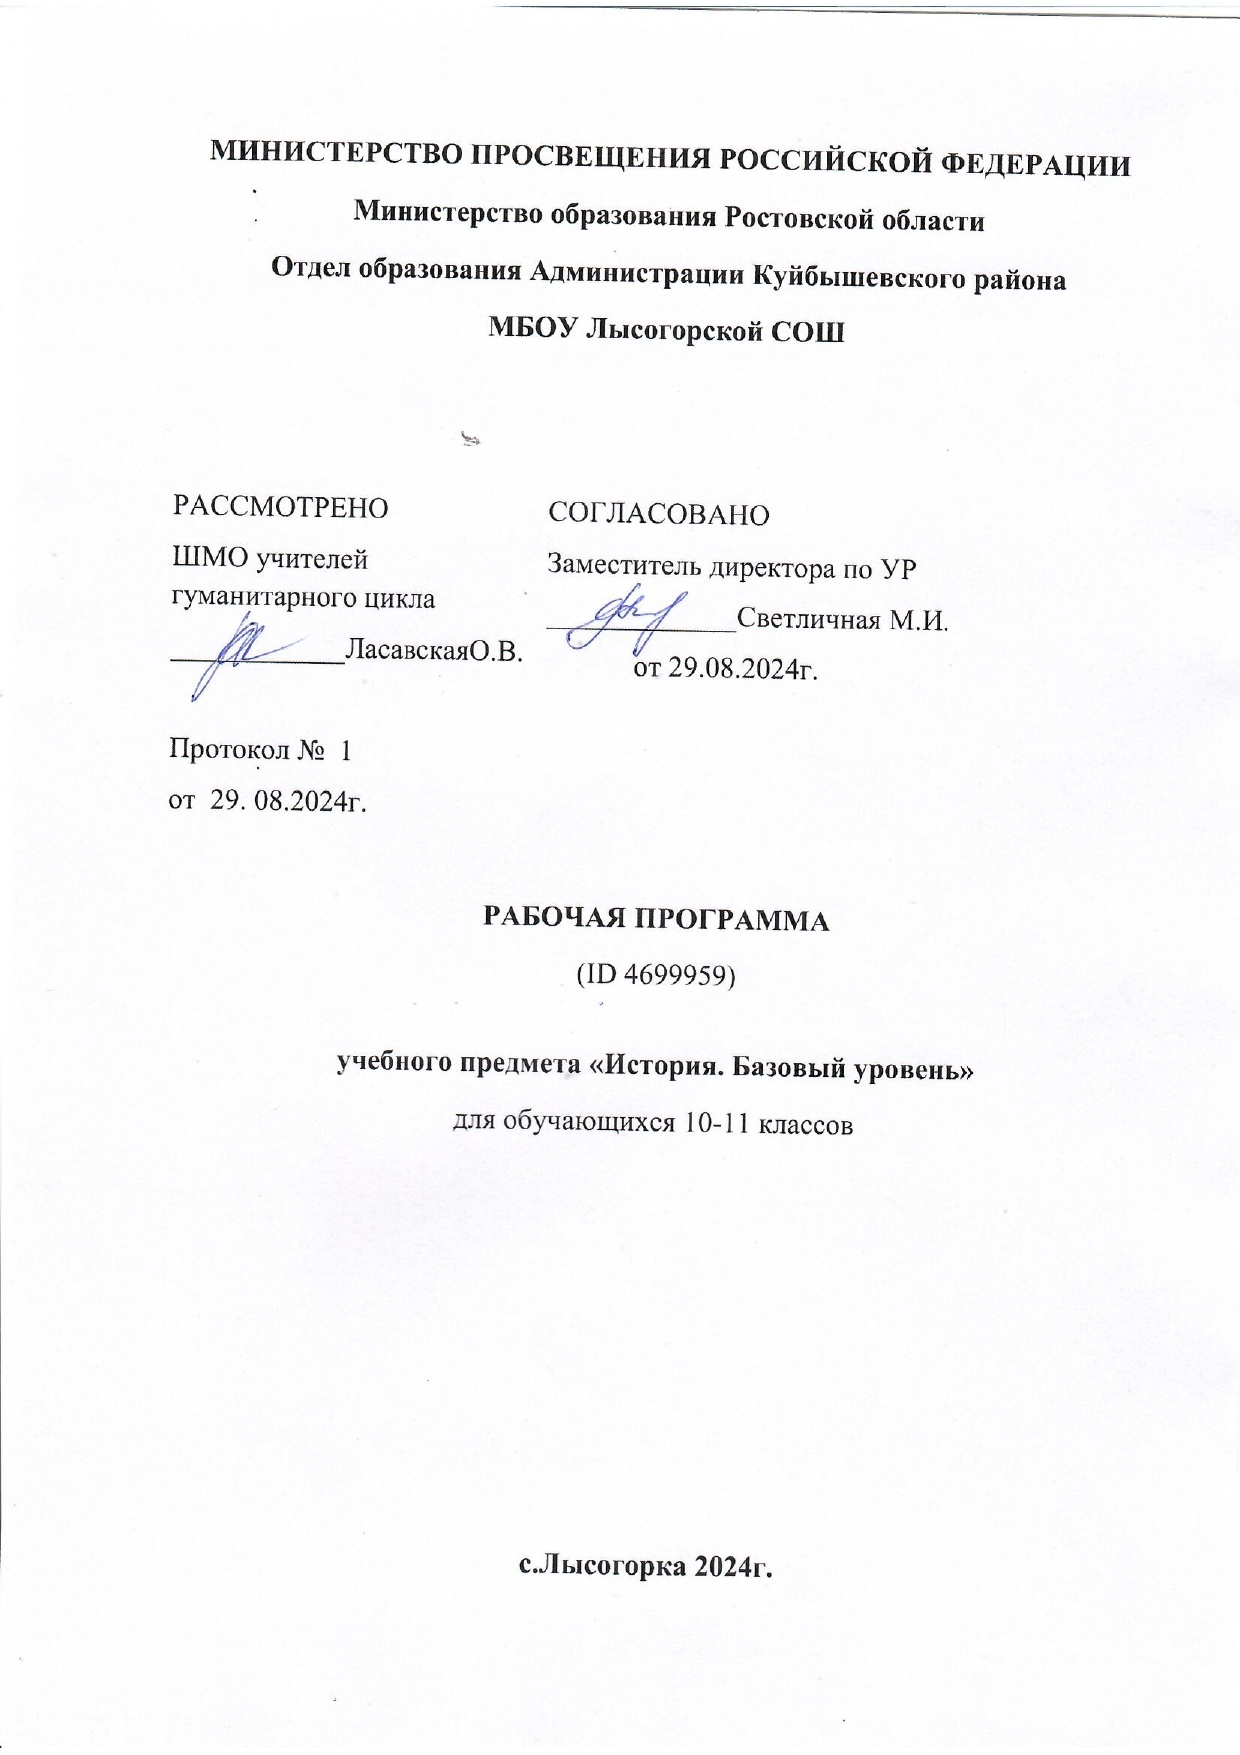 МИНИСТЕРСТВО ПРОСВЕЩЕНИЯ РОССИЙСКОЙ ФЕДЕРАЦИИ
Министерство образования Ростовской области
Отдел образования Администрации Куйбышевского района
МБОУ Лысогорской СОШ
РАССМОТРЕНО
ШМО учителей
гуманитарного цикла
____________ЛасавскаяО.В.
Протокол № 1
от 29. 08.2024г.
СОГЛАСОВАНО
Заместитель директора по УР
_____________Светличная М.И.
от 29.08.2024г.
РАБОЧАЯ ПРОГРАММА
(ID 4699959)
учебного предмета «История. Базовый уровень»
для обучающихся 10-11 классов
с.Лысогорка 2024г.